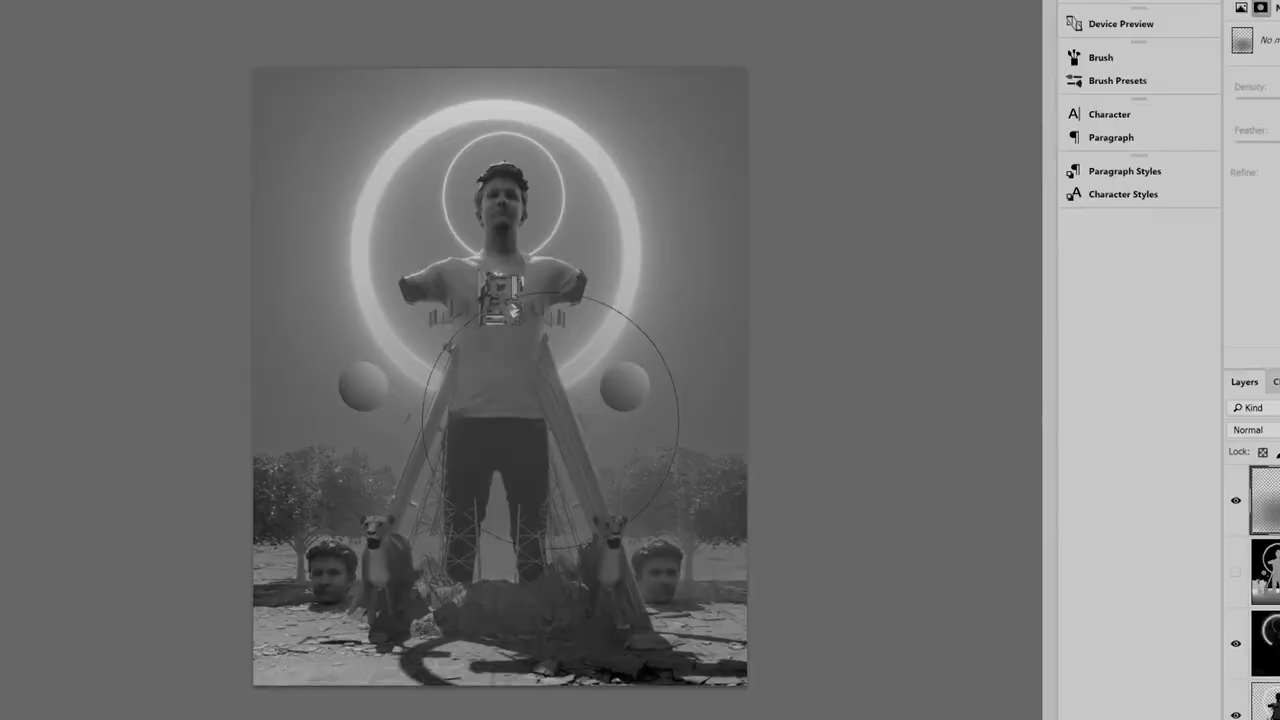 Device Preview
Brush
Brush Presets
Character
Paragraph
Paragraph Styles
Character Styles
Density:
Feather:
Refine:
Layers
Kind
Normal
Lock: